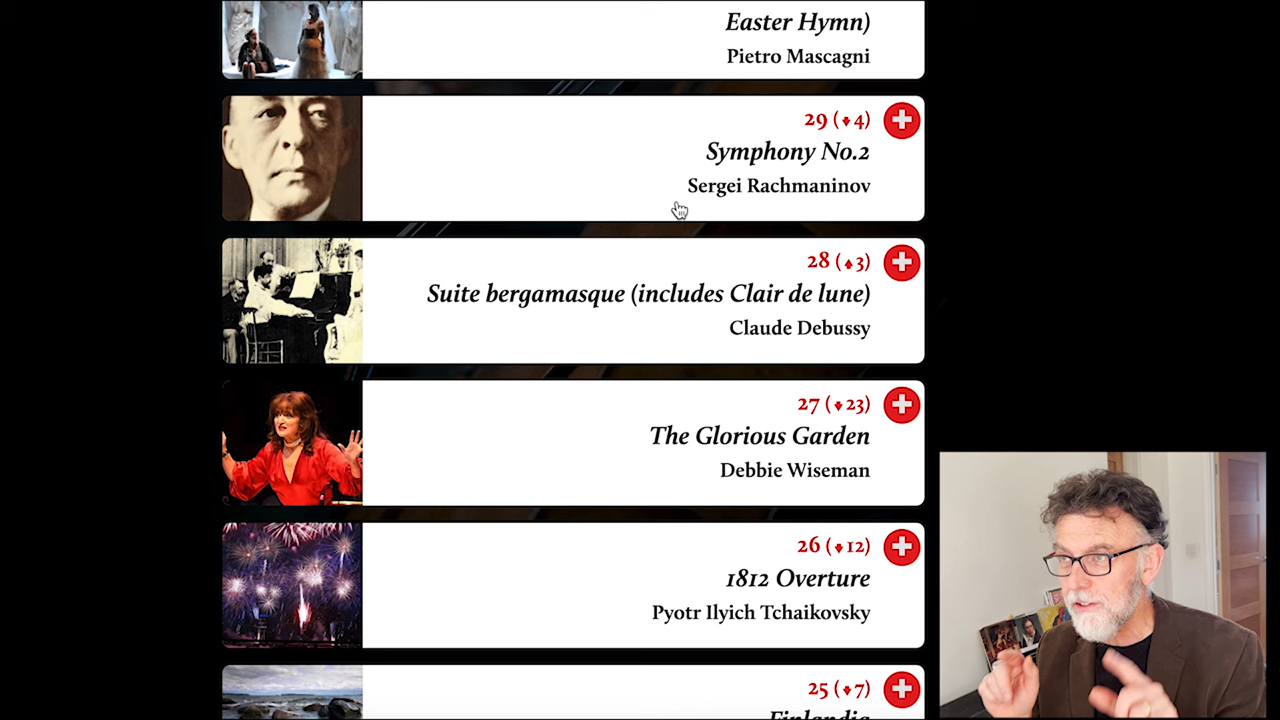 Easter Hymn)
Pietro Mascagni
29 (↓4)
Symphony No.2
Sergei Rachmaninov
28 (↑3)
Suite bergamasque (includes Clair de lune)
Claude Debussy
27 (↓23)
The Glorious Garden
Debbie Wiseman
26 (↓12)
1812 Overture
Pyotr Ilyich Tchaikovsky
25 (↓7)
Finlandia